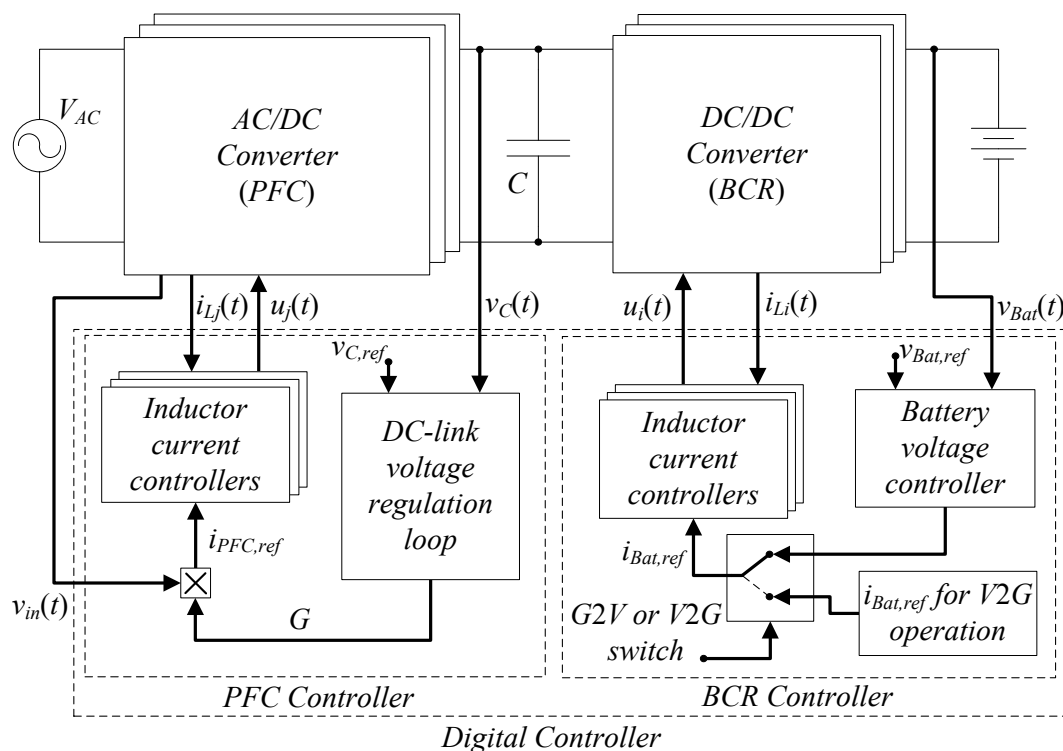 V_AC
AC/DC
Converter
(PFC)
C
DC/DC
Converter
(BCR)
i_Lj(t)
u_j(t)
v_C(t)
u_i(t)
i_Li(t)
v_Bat(t)
v_C,ref
v_Bat,ref
Inductor
current
controllers
DC-link
voltage
regulation
loop
Inductor
current
controllers
Battery
voltage
controller
i_PFC,ref
i_Bat,ref
v_in(t)
G
G2V or V2G
switch
i_Bat,ref for V2G
operation
PFC Controller
BCR Controller
Digital Controller